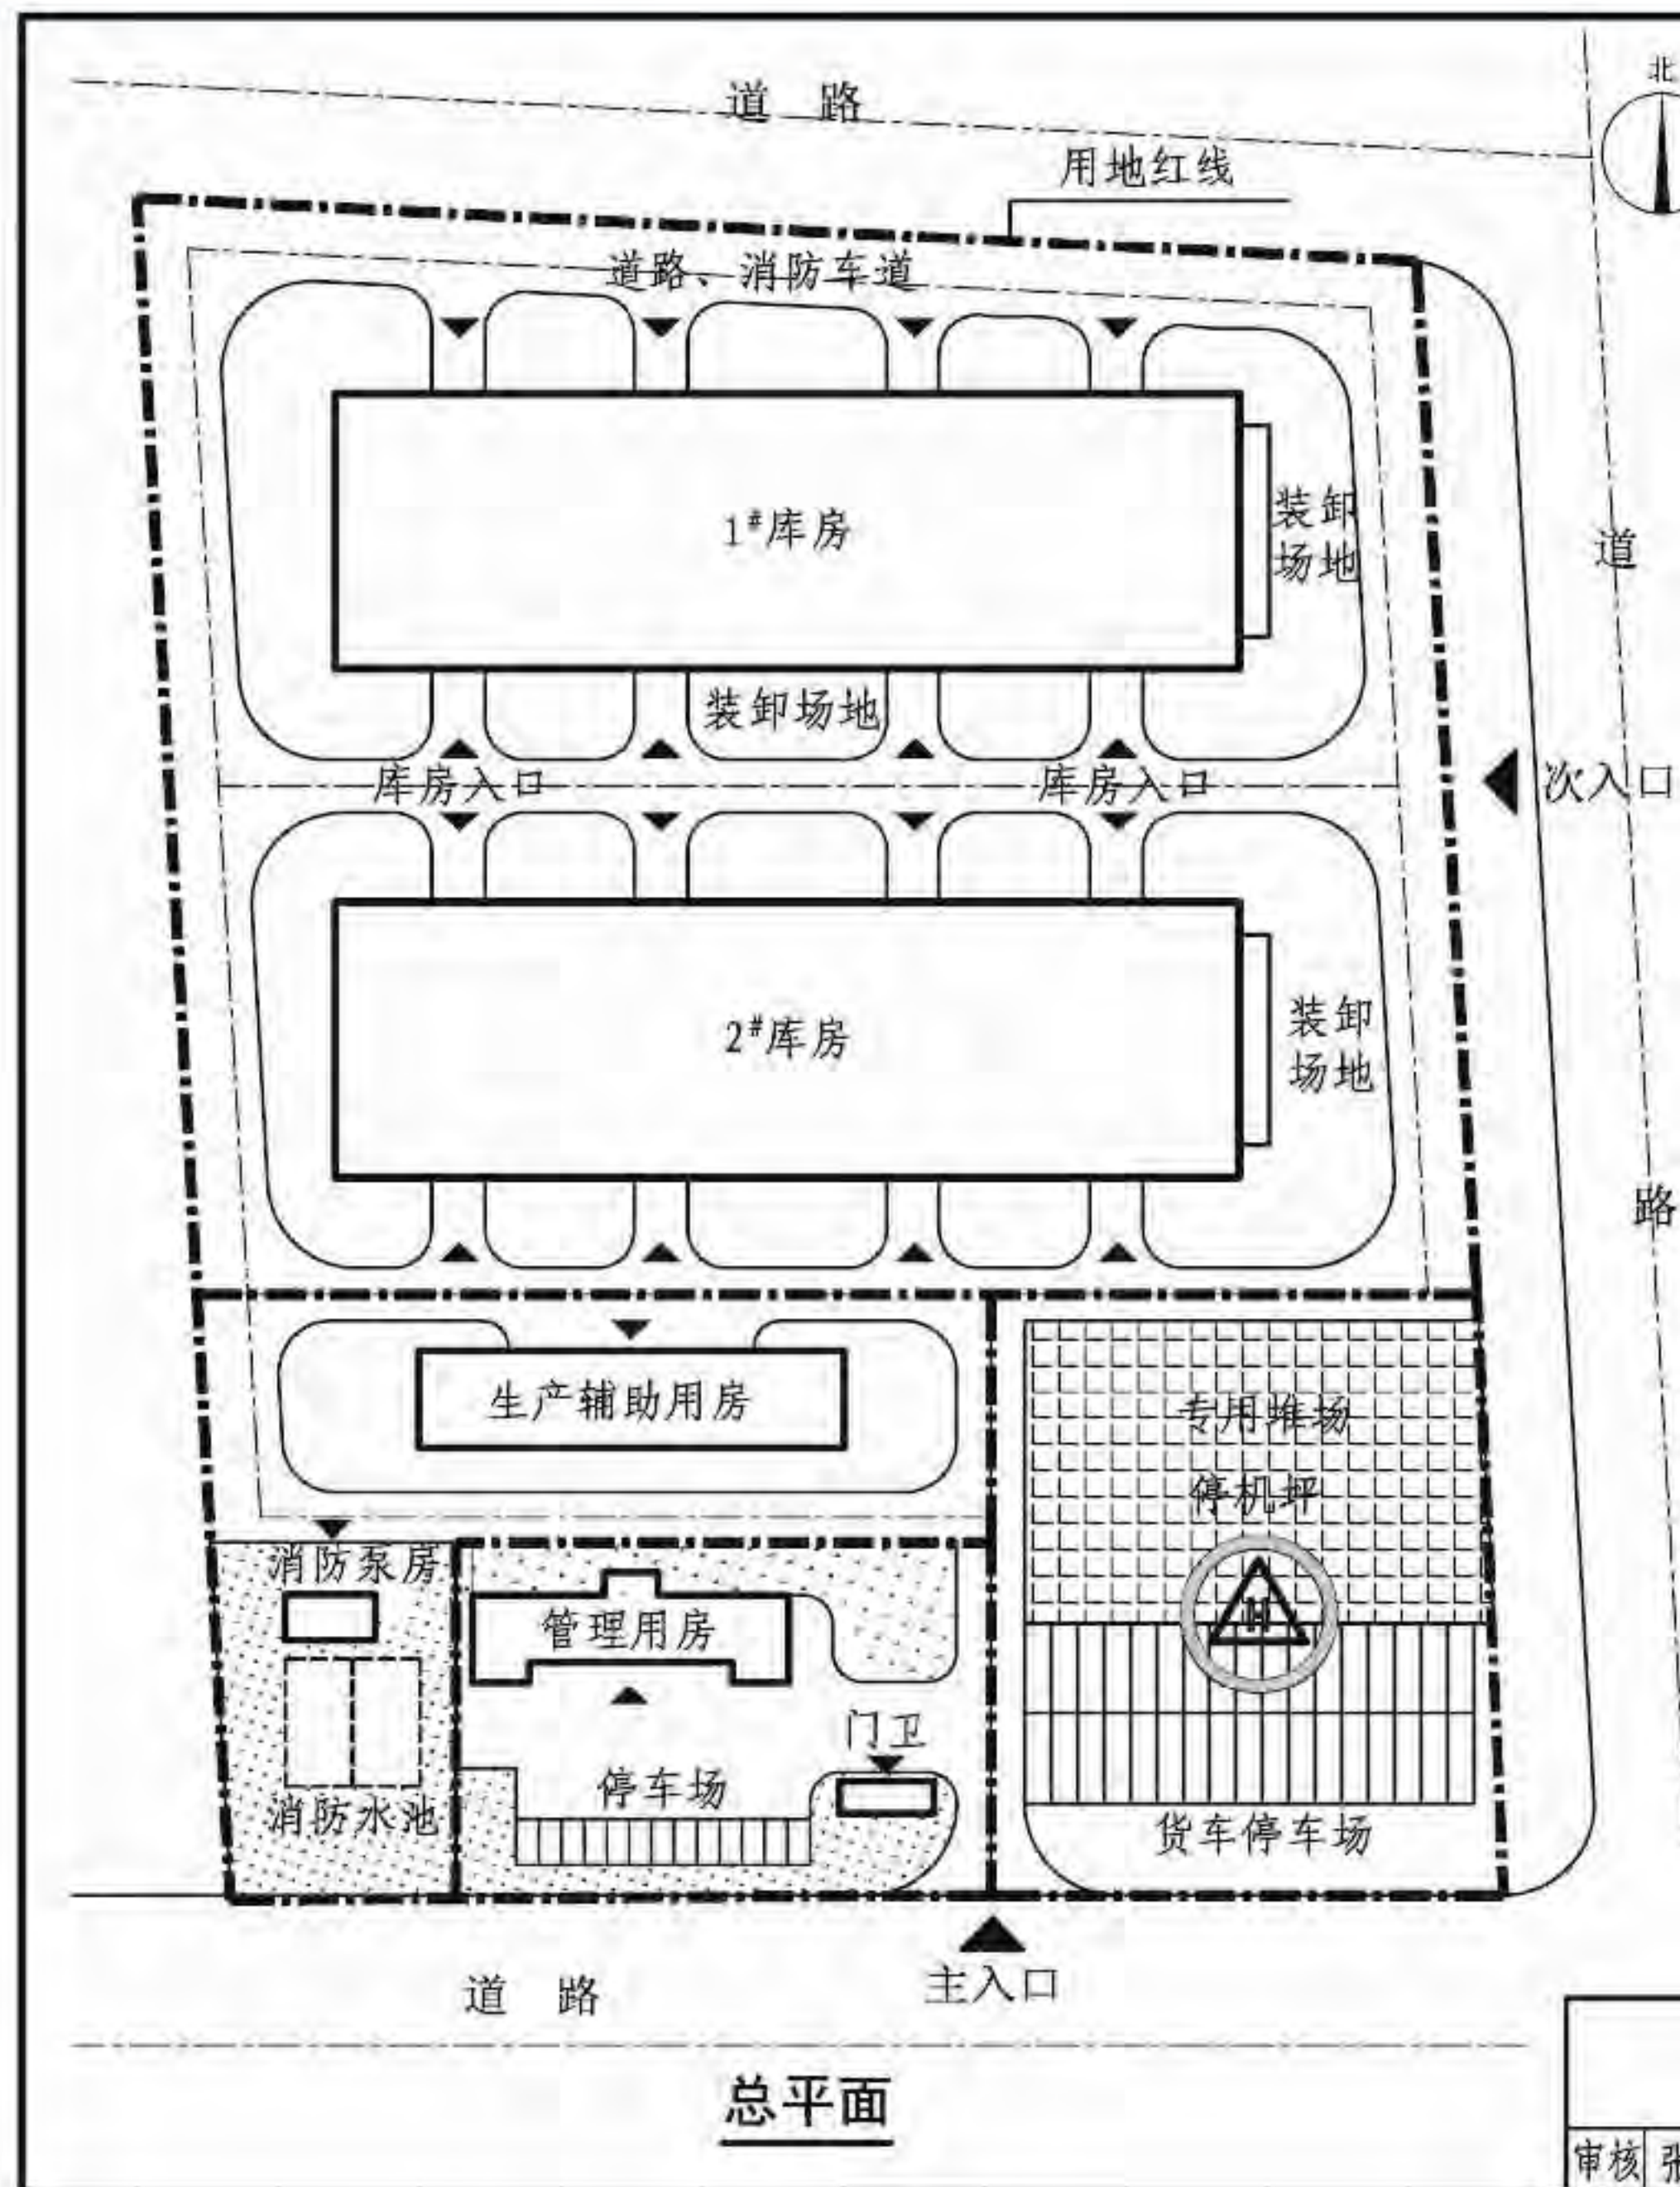 北
道 路
用地红线
道路、消防车道
1#库房
装卸
场地
道
装卸场地
库房入口
库房入口
次入口
2#库房
装卸
场地
路
生产辅助用房
专用堆场
停机坪
H
消防泵房
管理用房
门卫
停车场
消防水池
货车停车场
主入口
道 路
总平面
审核